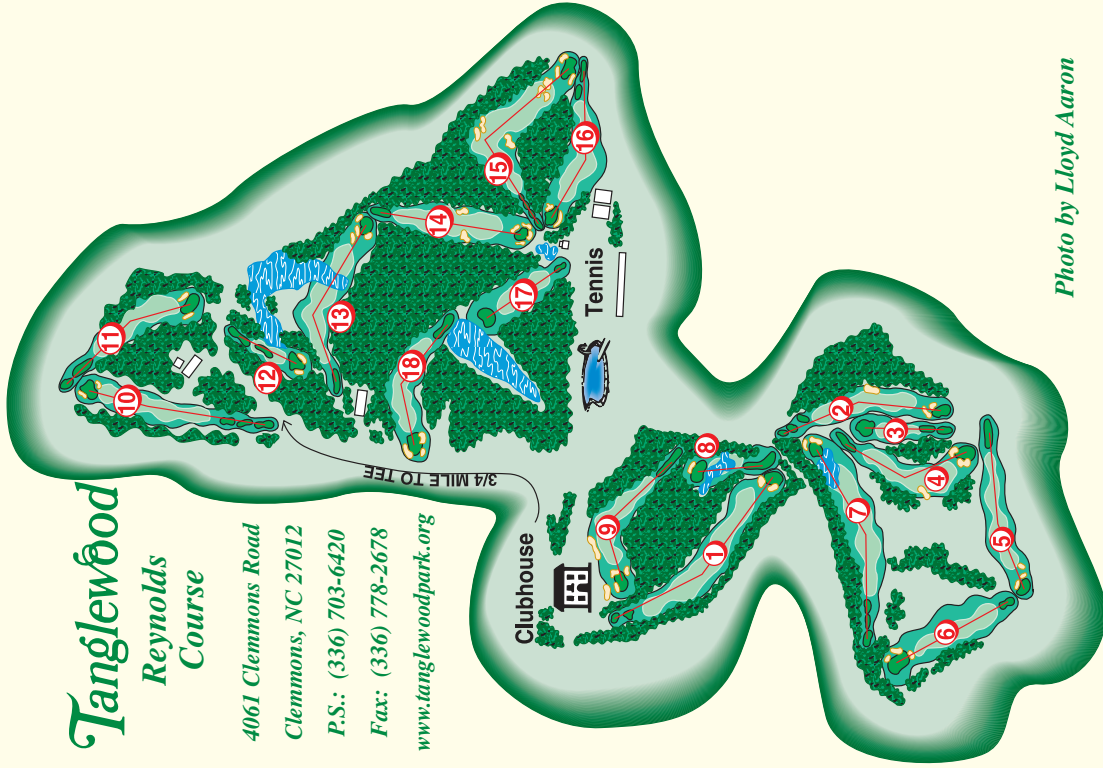 Tanglewood
Reynolds
Course
4061 Clemmons Road
Clemmons, NC 27012
P.S.: (336) 703-6420
Fax: (336) 778-2678
www.tanglewoodpark.org
3/4 MILE TO TEE
Clubhouse
Tennis
1
2
3
4
5
6
7
8
9
10
11
12
13
14
15
16
17
18
Photo by Lloyd Aaron